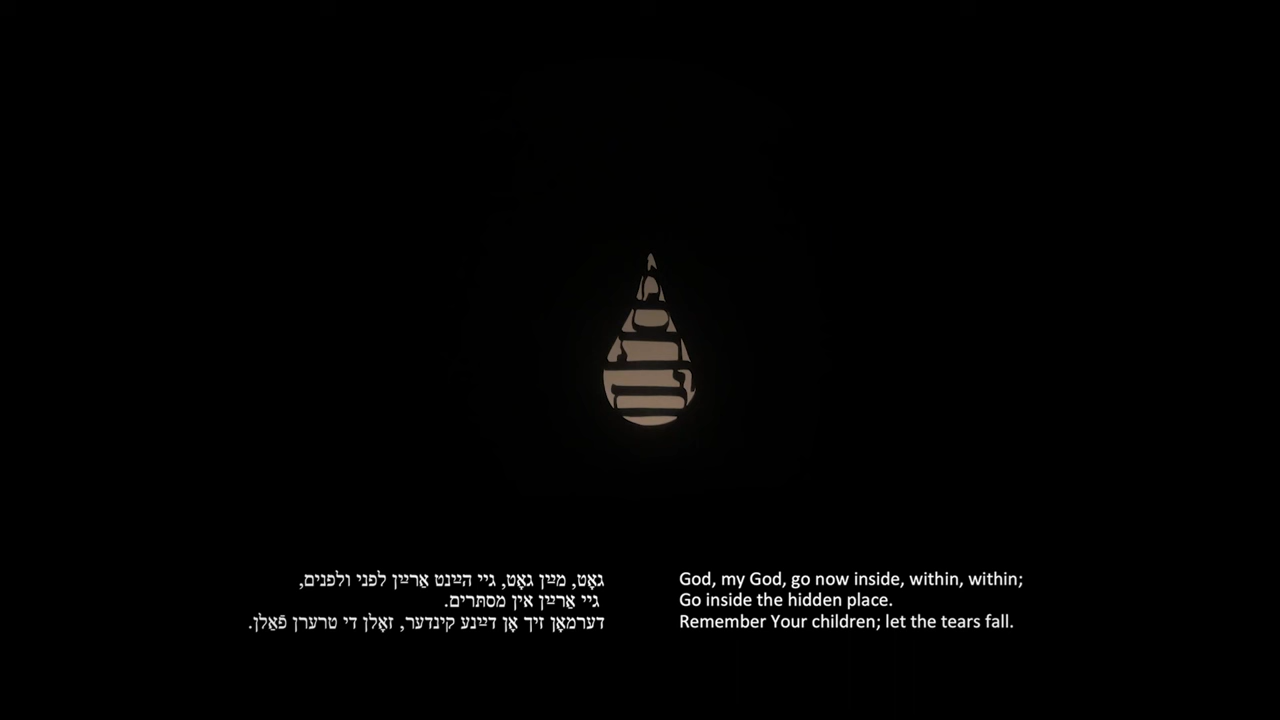 גאָט, מײַן גאָט, גיי הײַנט אַרײַן לפני ולפנים,
גיי אַרײַן אין מסתּרים.
דערמאָן זיך אָן דײַנע קינדער, זאָלן די טרערן פֿאַלן.
God, my God, go now inside, within, within;
Go inside the hidden place.
Remember Your children; let the tears fall.